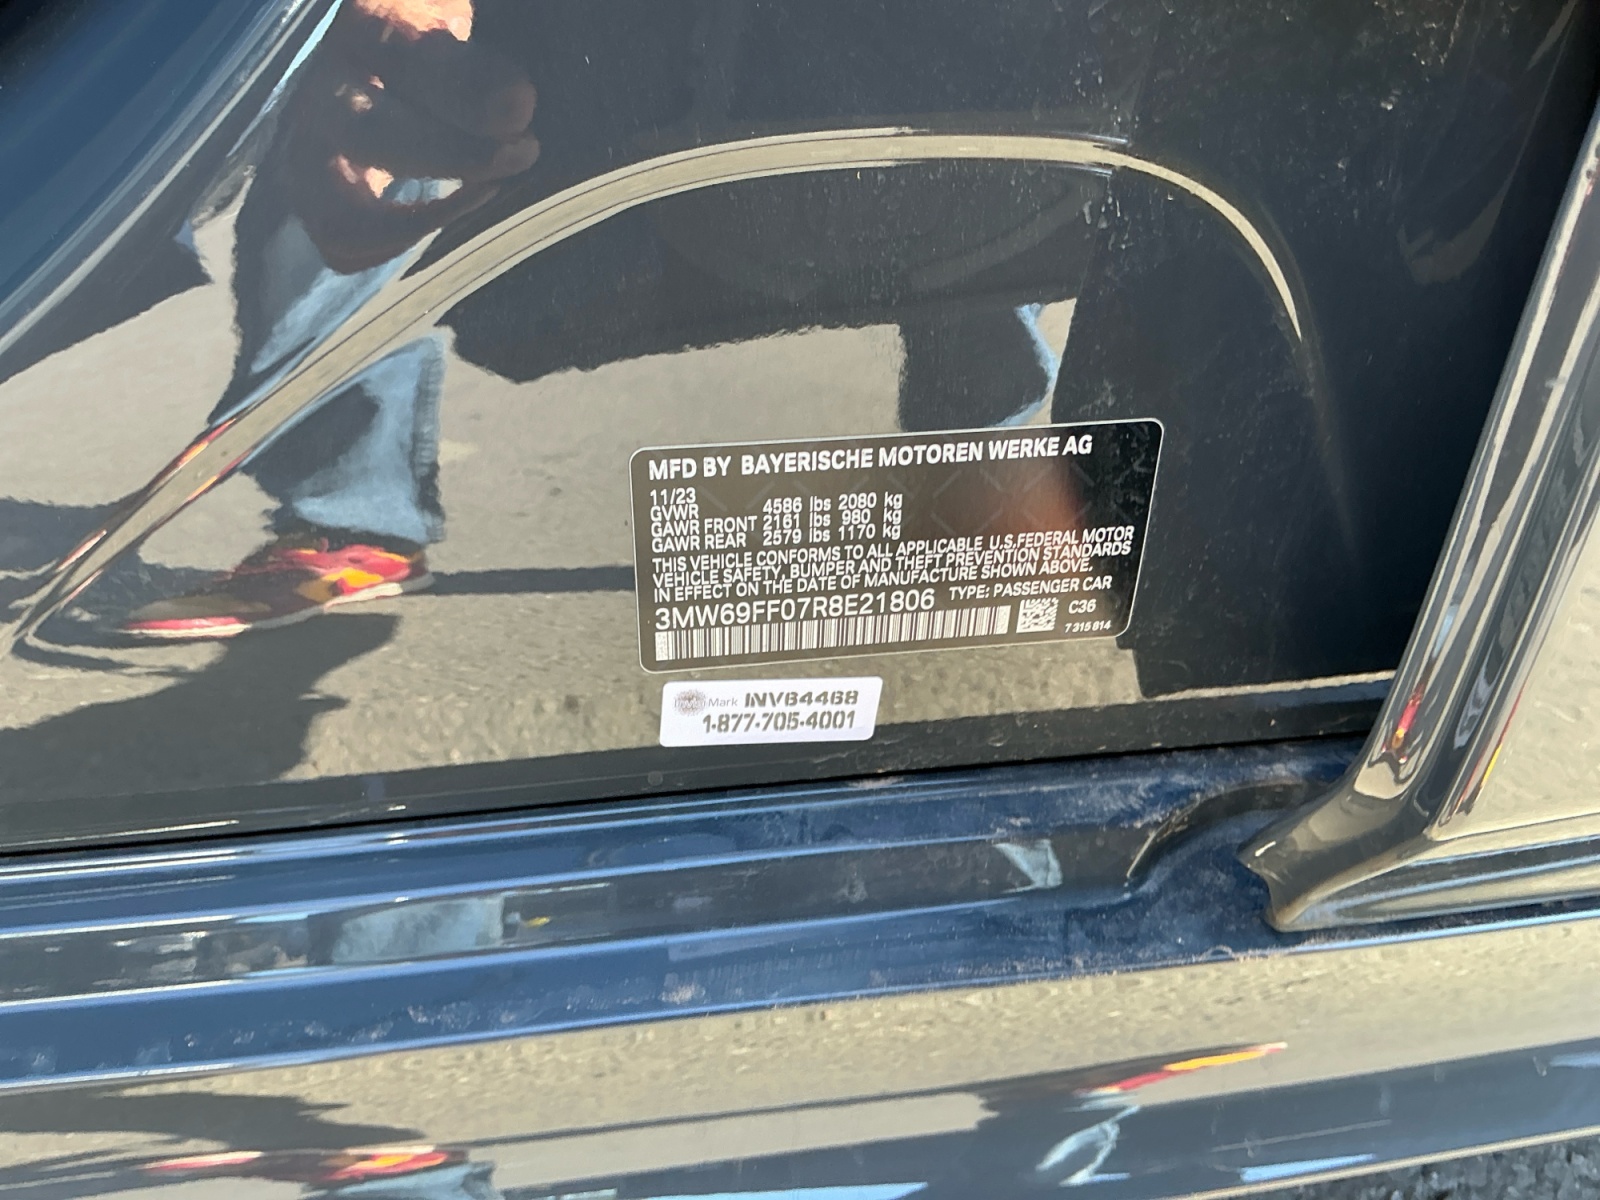 MFD BY BAYERISCHE MOTOREN WERKE AG
11/23
GVWR 4586 lbs 2080 kg
GAWR FRONT 2161 lbs 980 kg
GAWR REAR 2579 lbs 1170 kg
THIS VEHICLE CONFORMS TO ALL APPLICABLE U.S.FEDERAL MOTOR
VEHICLE SAFETY, BUMPER AND THEFT PREVENTION STANDARDS
IN EFFECT ON THE DATE OF MANUFACTURE SHOWN ABOVE.
3MW69FF07R8E21806 TYPE: PASSENGER CAR
C36
7 315 814
Mark INV64468
1-877-705-4001